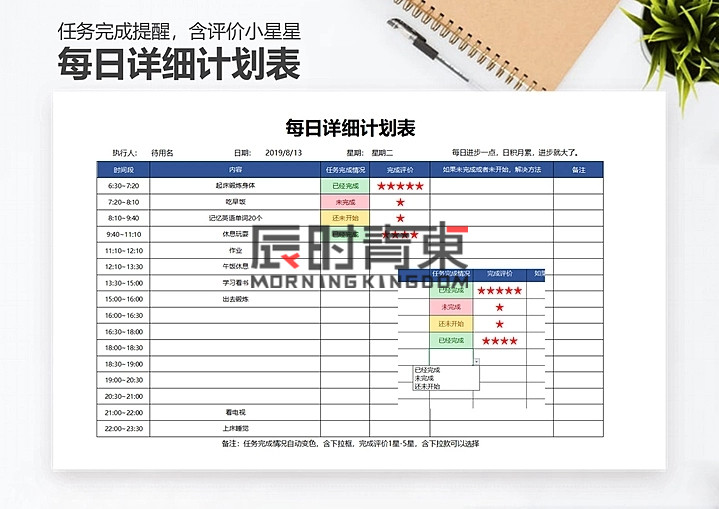 任务完成提醒，含评价小星星
每日详细计划表
每日详细计划表
执行人： 待用名 日期： 2019/8/13 星期： 星期二 每日进步一点，日积月累，进步就大了。
时间段 内容 任务完成情况 完成评价 如果未完成或者未开始，解决方法 备注
6:30~7:20 起床锻炼身体 已经完成 ★★★★★
7:20~8:10 吃早饭 未完成 ★
8:10~9:40 记忆英语单词20个 还未开始 ★
9:40~11:10 休息玩耍 已经完成 ★★★★
11:10~12:10 作业
12:10~13:30 午饭休息
13:30~15:00 学习看书
15:00~16:00 出去锻炼
16:00~16:30
16:30~18:00
18:00~18:30
18:30~19:00
19:00~20:30
20:30~21:00
21:00~22:00 看电视
22:00~23:30 上床睡觉
辰时青東
MORNINGKINGDOM
任务完成情况 完成评价 如果
已经完成 ★★★★★
未完成 ★
还未开始 ★
已经完成 ★★★★
已经完成
未完成
还未开始
备注：任务完成情况自动变色，含下拉框，完成评价1星-5星，含下拉款可以选择